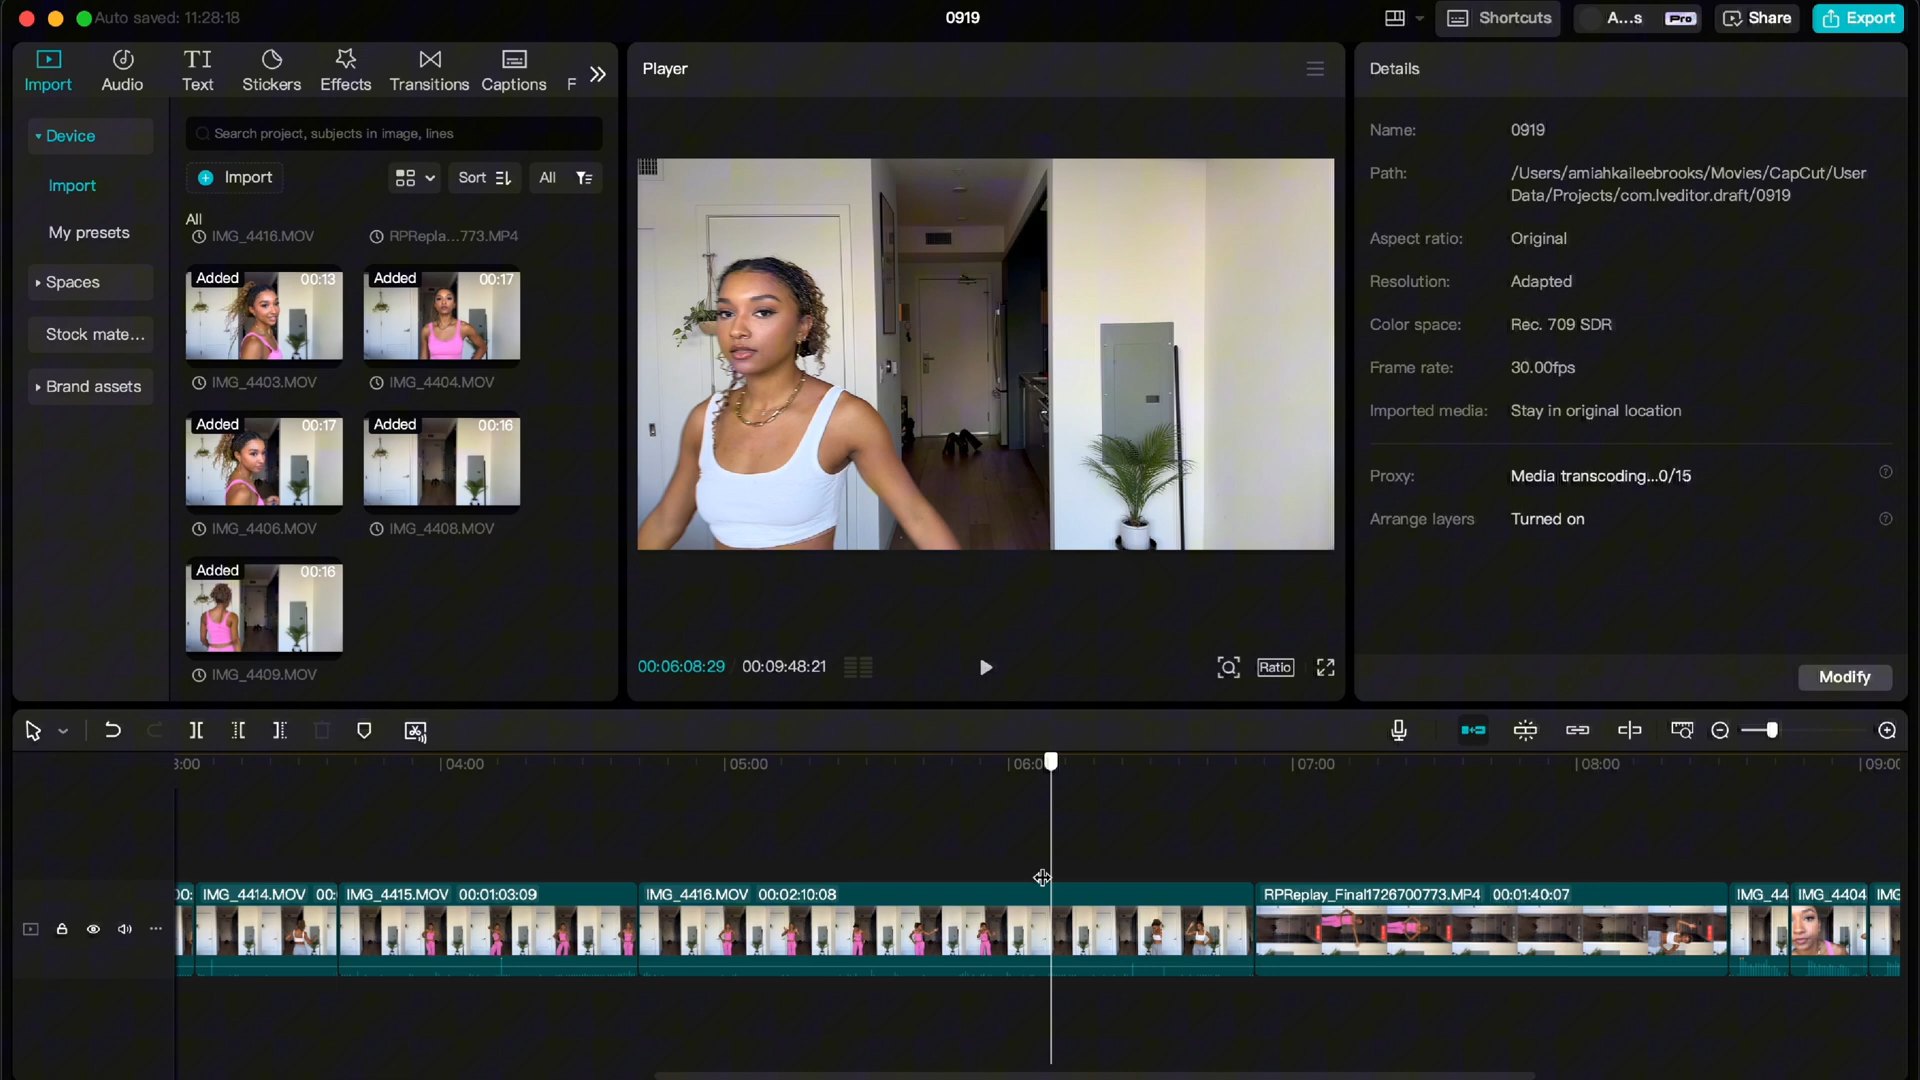 Auto saved: 11:28:18
0919
Shortcuts
A...s
Pro
Share
Export
Import
Audio
Text
Stickers
Effects
Transitions
Captions
F
Device
Import
My presets
Spaces
Stock mate...
Brand assets
Search project, subjects in image, lines
Import
Sort
All
All
IMG_4416.MOV
RPRepla...773.MP4
Added 00:13
Added 00:17
IMG_4403.MOV
IMG_4404.MOV
Added 00:17
Added 00:16
IMG_4406.MOV
IMG_4408.MOV
Added 00:16
IMG_4409.MOV
Player
00:06:08:29 / 00:09:48:21
Ratio
Details
Name: 0919
Path: /Users/amiahkaileebrooks/Movies/CapCut/User
Data/Projects/com.lveditor.draft/0919
Aspect ratio: Original
Resolution: Adapted
Color space: Rec. 709 SDR
Frame rate: 30.00fps
Imported media: Stay in original location
Proxy: Media transcoding...0/15
Arrange layers Turned on
Modify
3:00 04:00 05:00 06:0 07:00 08:00 09:00
00: IMG_4414.MOV 00: IMG_4415.MOV 00:01:03:09 IMG_4416.MOV 00:02:10:08 RPReplay_Final1726700773.MP4 00:01:40:07 IMG_44 IMG_4404 IMG